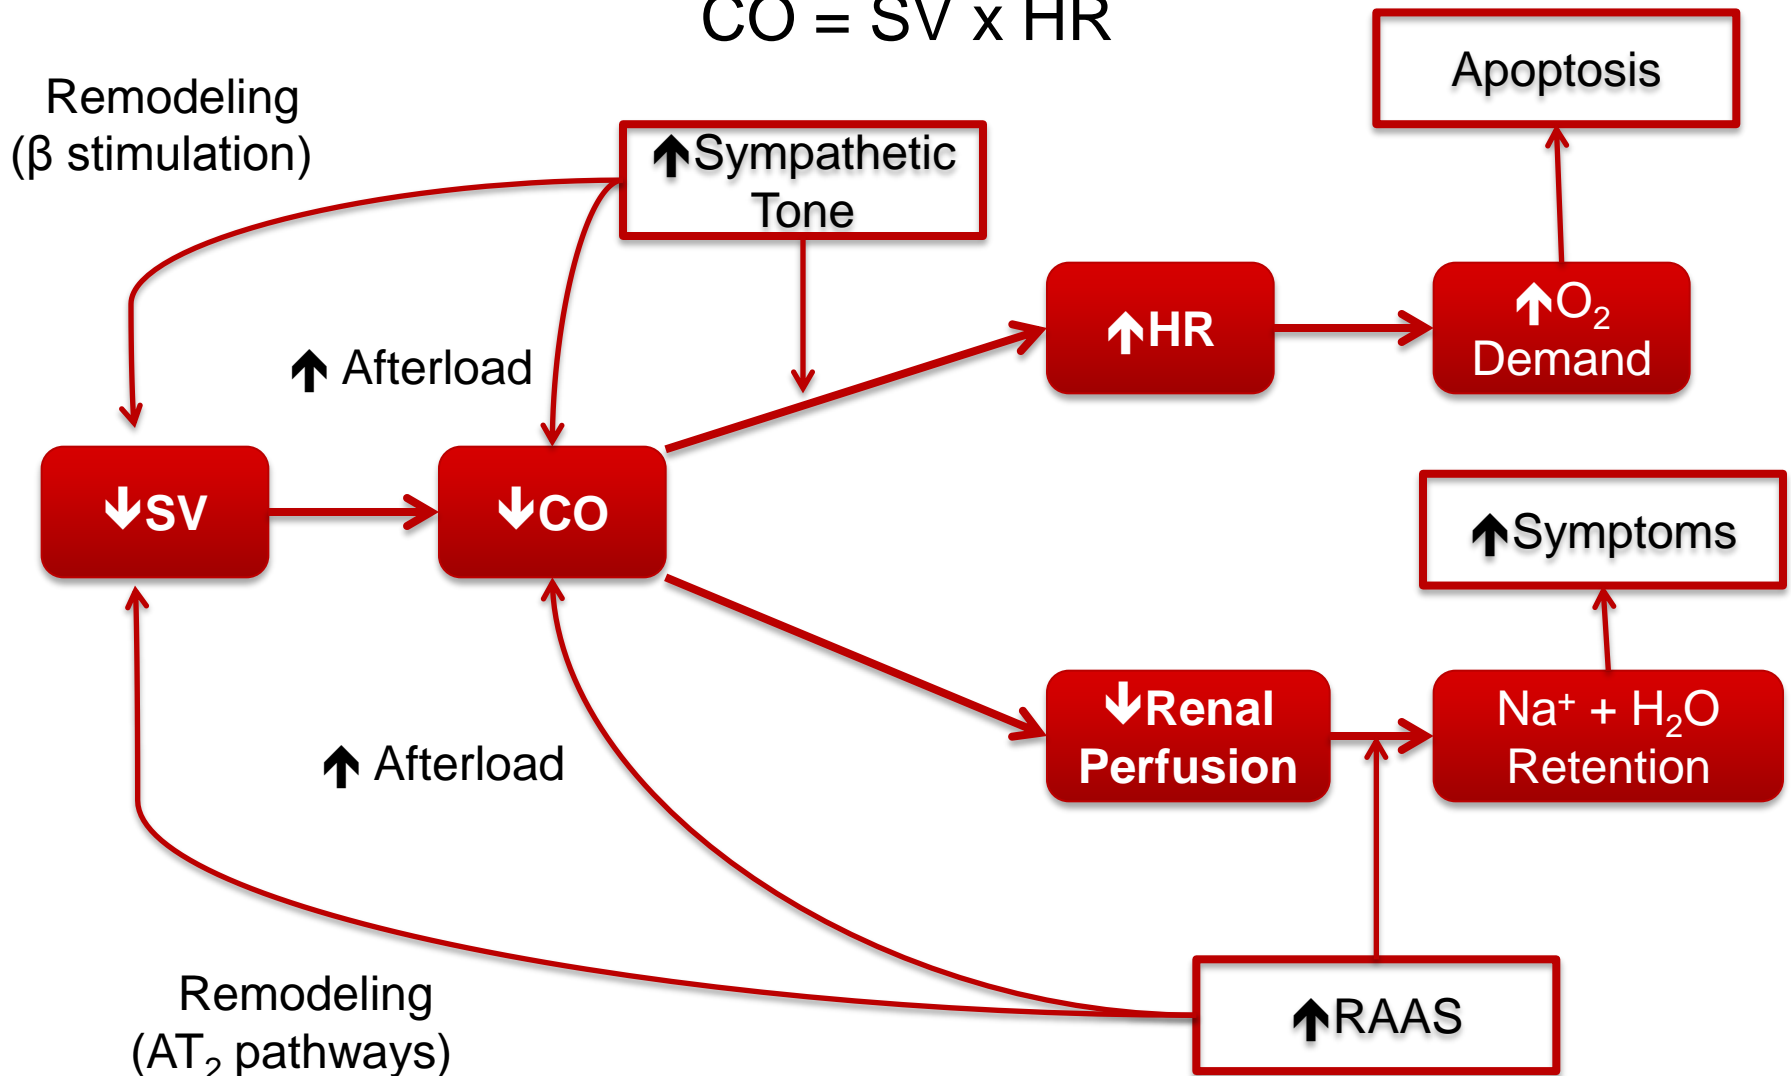 CO = SV x HR
Apoptosis
Remodeling
(β stimulation)
↑Sympathetic
Tone
↑HR
↑O₂
Demand
↑ Afterload
↓SV
↓CO
↑Symptoms
↓Renal
Perfusion
Na⁺ + H₂O
Retention
↑ Afterload
Remodeling
(AT₂ pathways)
↑RAAS